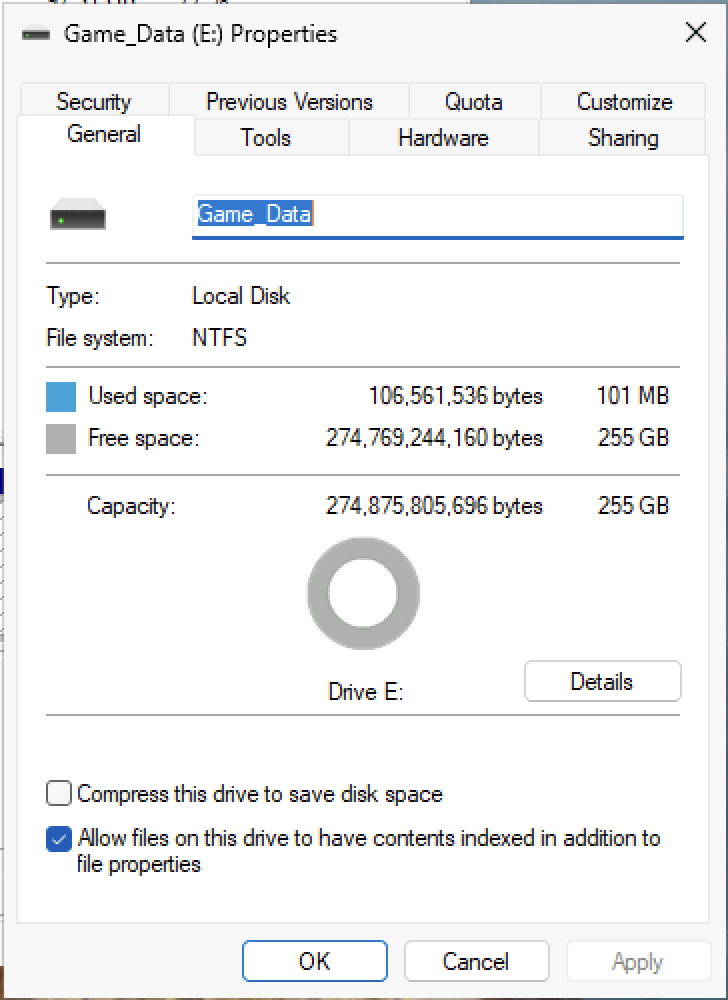 Game_Data (E:) Properties
Security Previous Versions Quota Customize
General Tools Hardware Sharing
Game_Data
Type: Local Disk
File system: NTFS
Used space: 106,561,536 bytes 101 MB
Free space: 274,769,244,160 bytes 255 GB
Capacity: 274,875,805,696 bytes 255 GB
Drive E:
Details
Compress this drive to save disk space
Allow files on this drive to have contents indexed in addition to
file properties
OK Cancel Apply